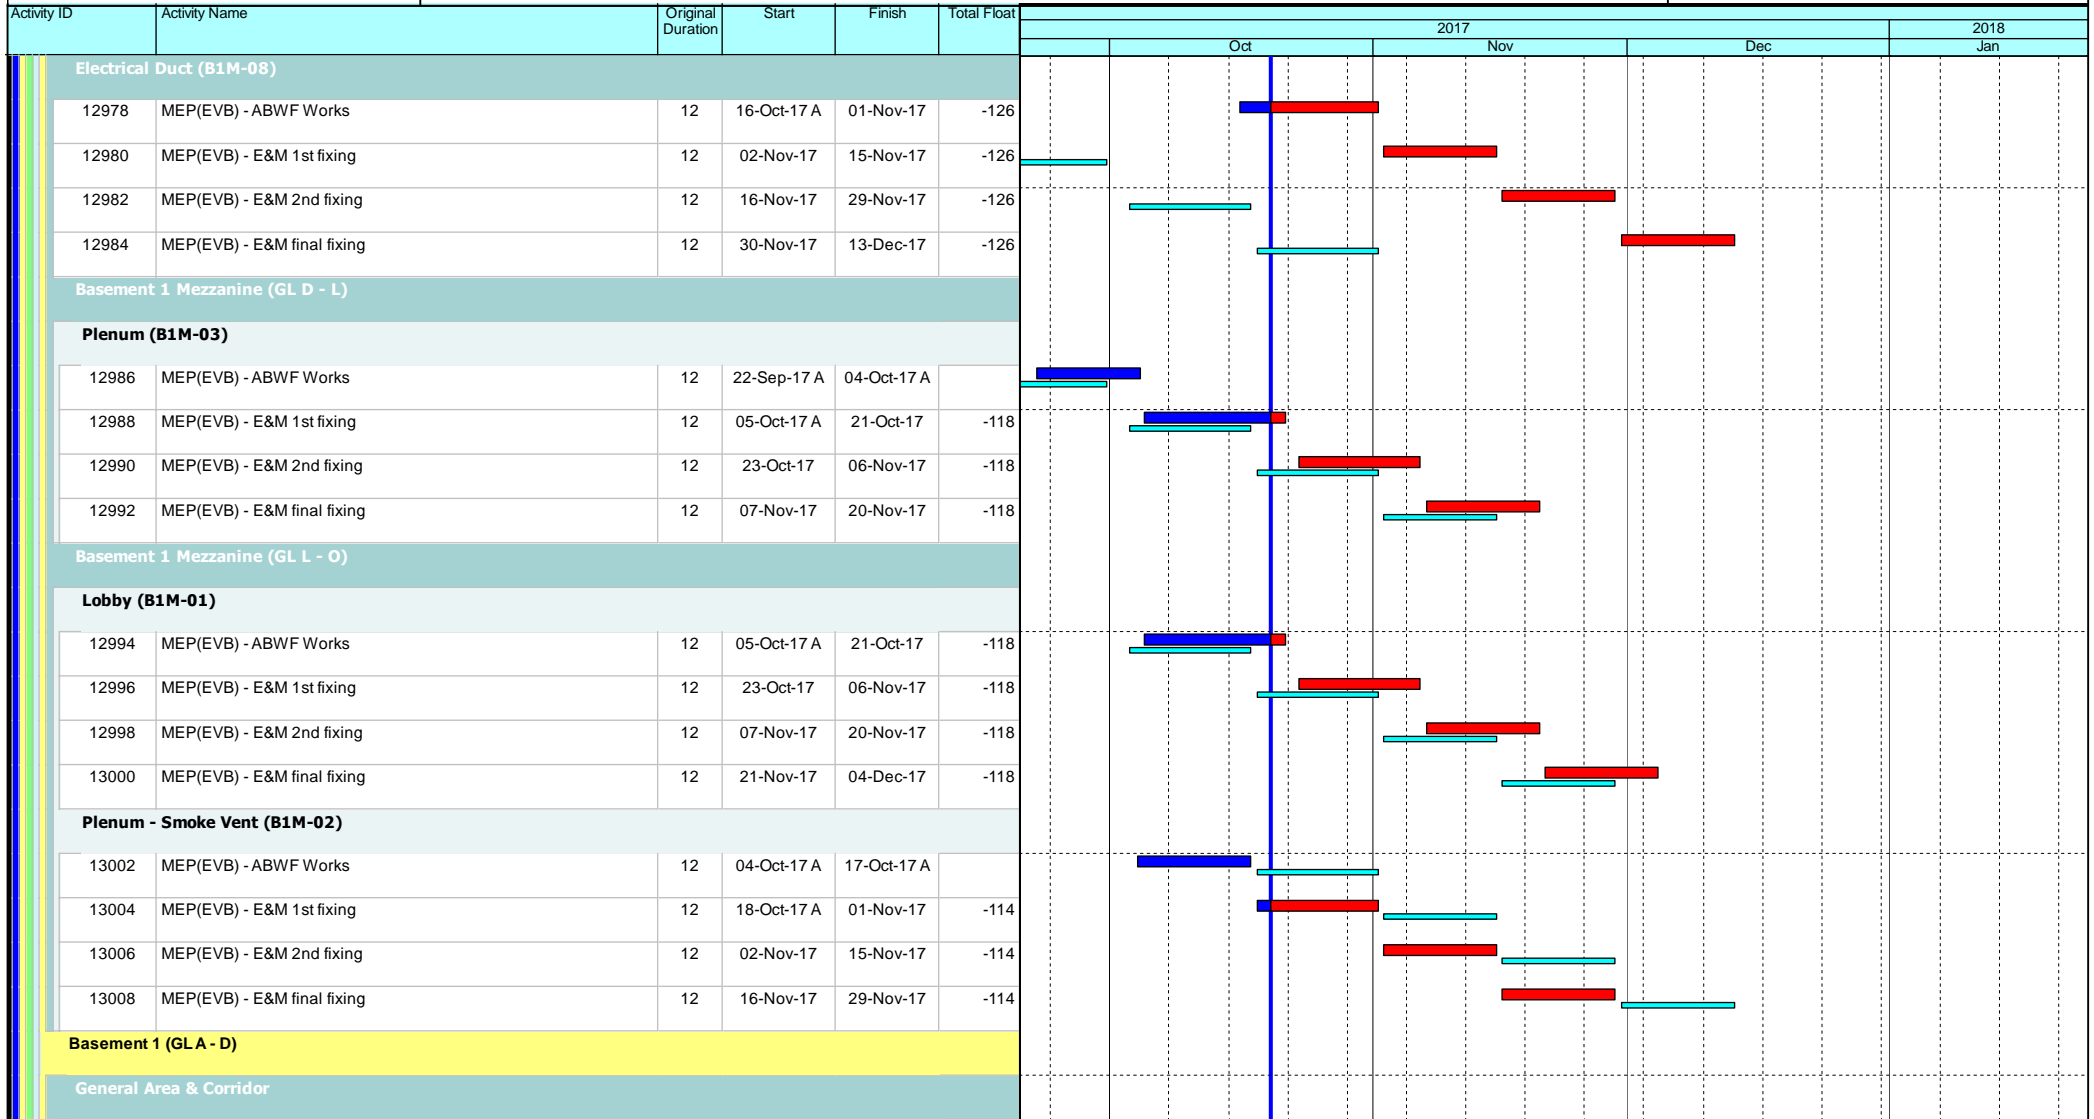 Activity ID Activity Name Original Duration Start Finish Total Float
2017 2018
Oct Nov Dec Jan
Electrical Duct (B1M-08)
12978 MEP(EVB) - ABWF Works 12 16-Oct-17 A 01-Nov-17 -126
12980 MEP(EVB) - E&M 1st fixing 12 02-Nov-17 15-Nov-17 -126
12982 MEP(EVB) - E&M 2nd fixing 12 16-Nov-17 29-Nov-17 -126
12984 MEP(EVB) - E&M final fixing 12 30-Nov-17 13-Dec-17 -126
Basement 1 Mezzanine (GL D - L)
Plenum (B1M-03)
12986 MEP(EVB) - ABWF Works 12 22-Sep-17 A 04-Oct-17 A
12988 MEP(EVB) - E&M 1st fixing 12 05-Oct-17 A 21-Oct-17 -118
12990 MEP(EVB) - E&M 2nd fixing 12 23-Oct-17 06-Nov-17 -118
12992 MEP(EVB) - E&M final fixing 12 07-Nov-17 20-Nov-17 -118
Basement 1 Mezzanine (GL L - O)
Lobby (B1M-01)
12994 MEP(EVB) - ABWF Works 12 05-Oct-17 A 21-Oct-17 -118
12996 MEP(EVB) - E&M 1st fixing 12 23-Oct-17 06-Nov-17 -118
12998 MEP(EVB) - E&M 2nd fixing 12 07-Nov-17 20-Nov-17 -118
13000 MEP(EVB) - E&M final fixing 12 21-Nov-17 04-Dec-17 -118
Plenum - Smoke Vent (B1M-02)
13002 MEP(EVB) - ABWF Works 12 04-Oct-17 A 17-Oct-17 A
13004 MEP(EVB) - E&M 1st fixing 12 18-Oct-17 A 01-Nov-17 -114
13006 MEP(EVB) - E&M 2nd fixing 12 02-Nov-17 15-Nov-17 -114
13008 MEP(EVB) - E&M final fixing 12 16-Nov-17 29-Nov-17 -114
Basement 1 (GL A - D)
General Area & Corridor